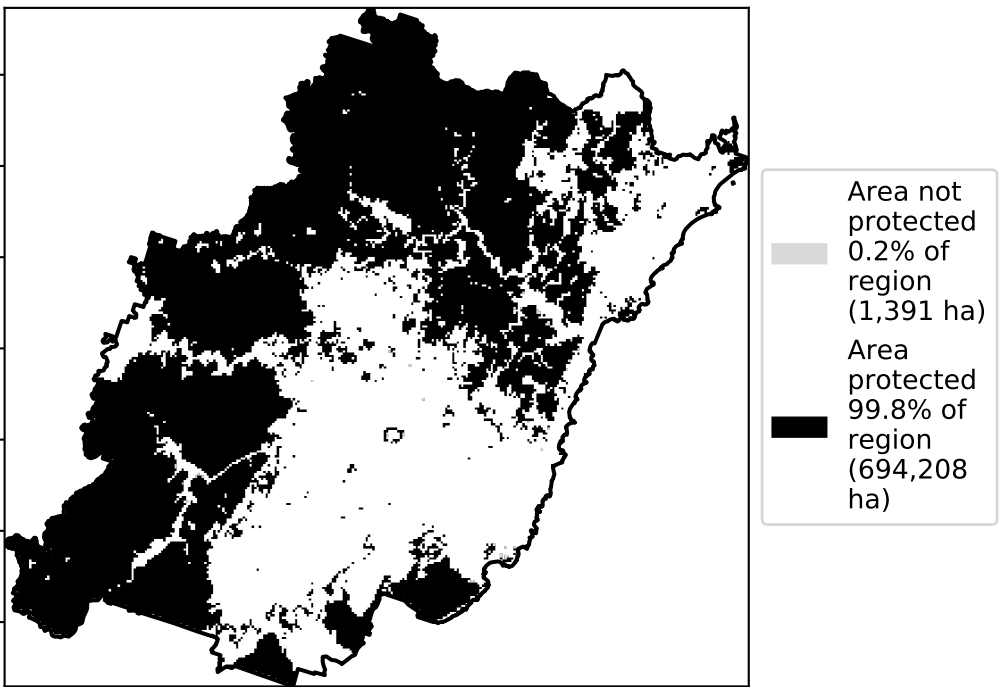 Area not
protected
0.2% of
region
(1,391 ha)
Area
protected
99.8% of
region
(694,208
ha)